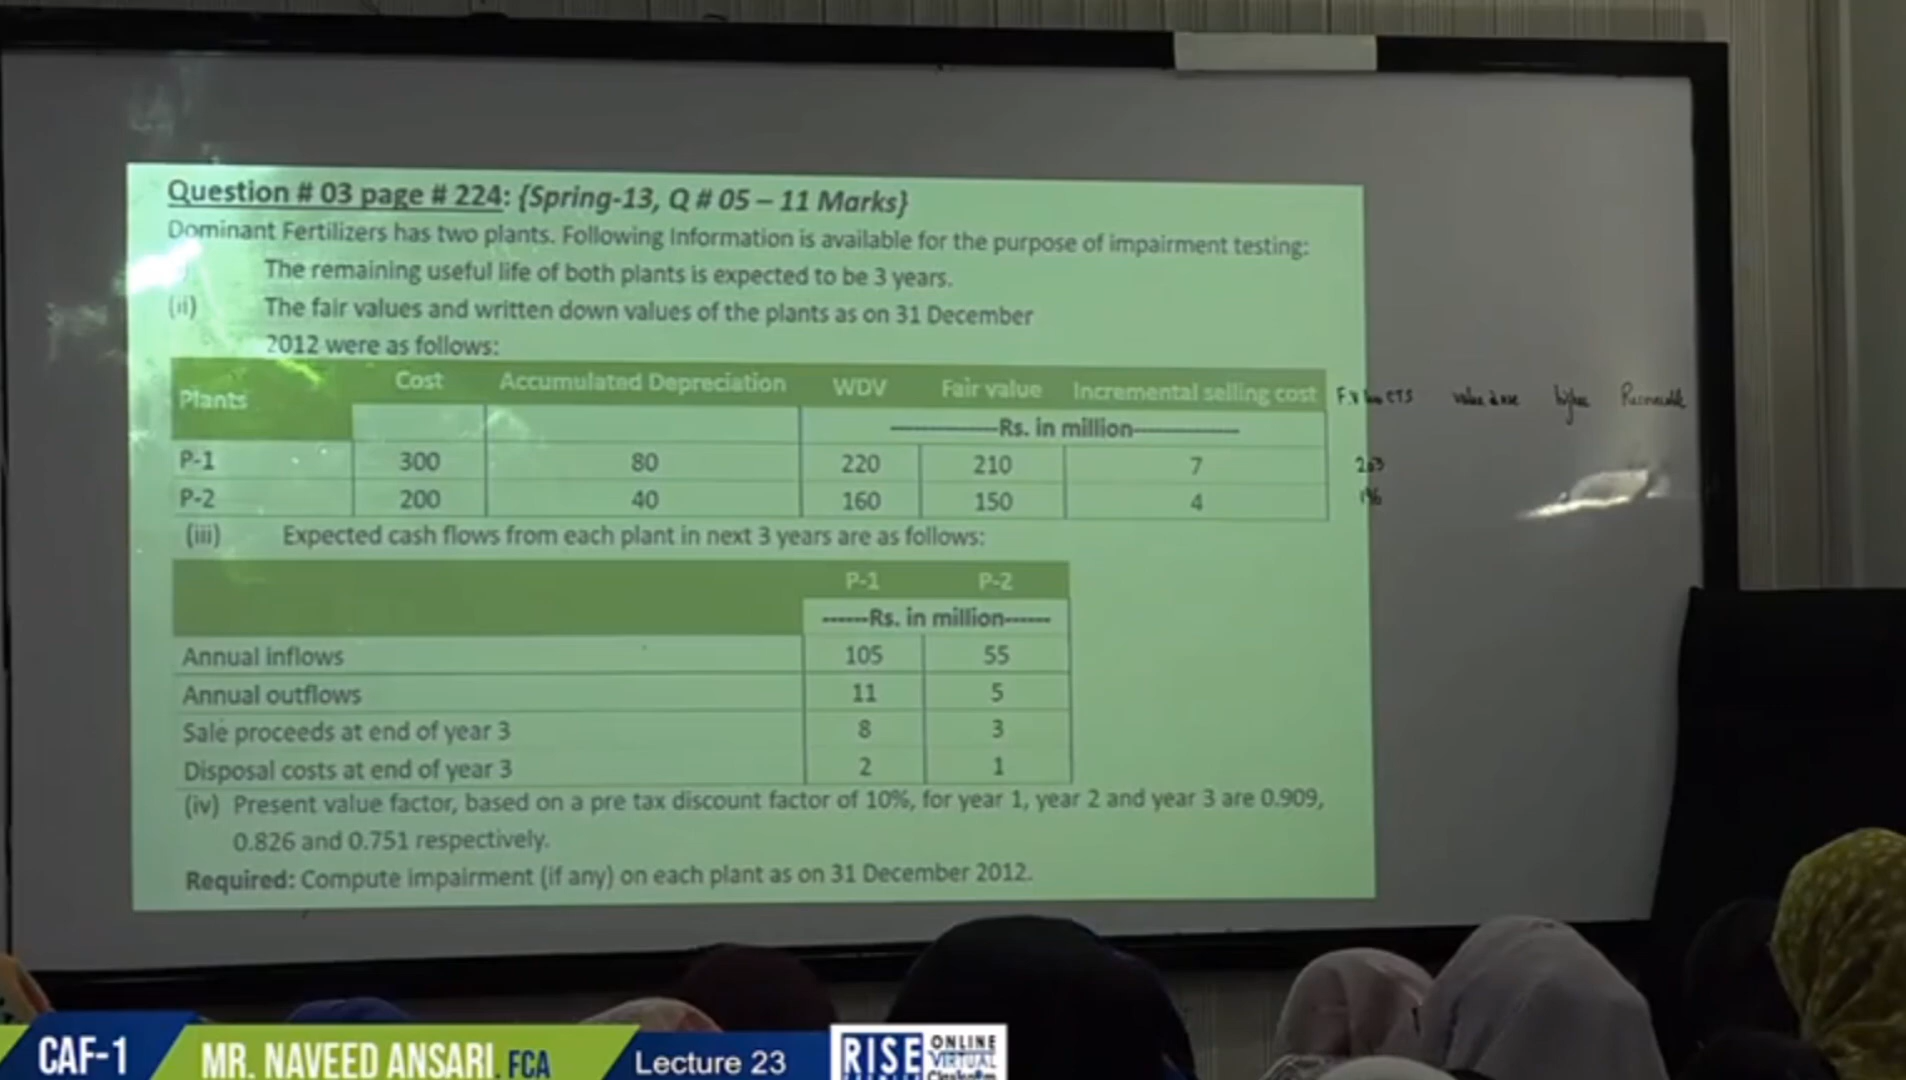 Question # 03 page # 224: {Spring-13, Q # 05 – 11 Marks}
Dominant Fertilizers has two plants. Following Information is available for the purpose of impairment testing:
The remaining useful life of both plants is expected to be 3 years.
(ii) The fair values and written down values of the plants as on 31 December
2012 were as follows:
Plants Cost Accumulated Depreciation WDV Fair value Incremental selling cost
Rs. in million
P-1 300 80 220 210 7 203
P-2 200 40 160 150 4
(iii) Expected cash flows from each plant in next 3 years are as follows:
P-1 P-2
------Rs. in million------
Annual inflows 105 55
Annual outflows 11 5
Sale proceeds at end of year 3 8 3
Disposal costs at end of year 3 2 1
(iv) Present value factor, based on a pre tax discount factor of 10%, for year 1, year 2 and year 3 are 0.909,
0.826 and 0.751 respectively.
Required: Compute impairment (if any) on each plant as on 31 December 2012.
CAF-1 MR. NAVEED ANSARI, FCA Lecture 23 RISE ONLINE VIRTUAL